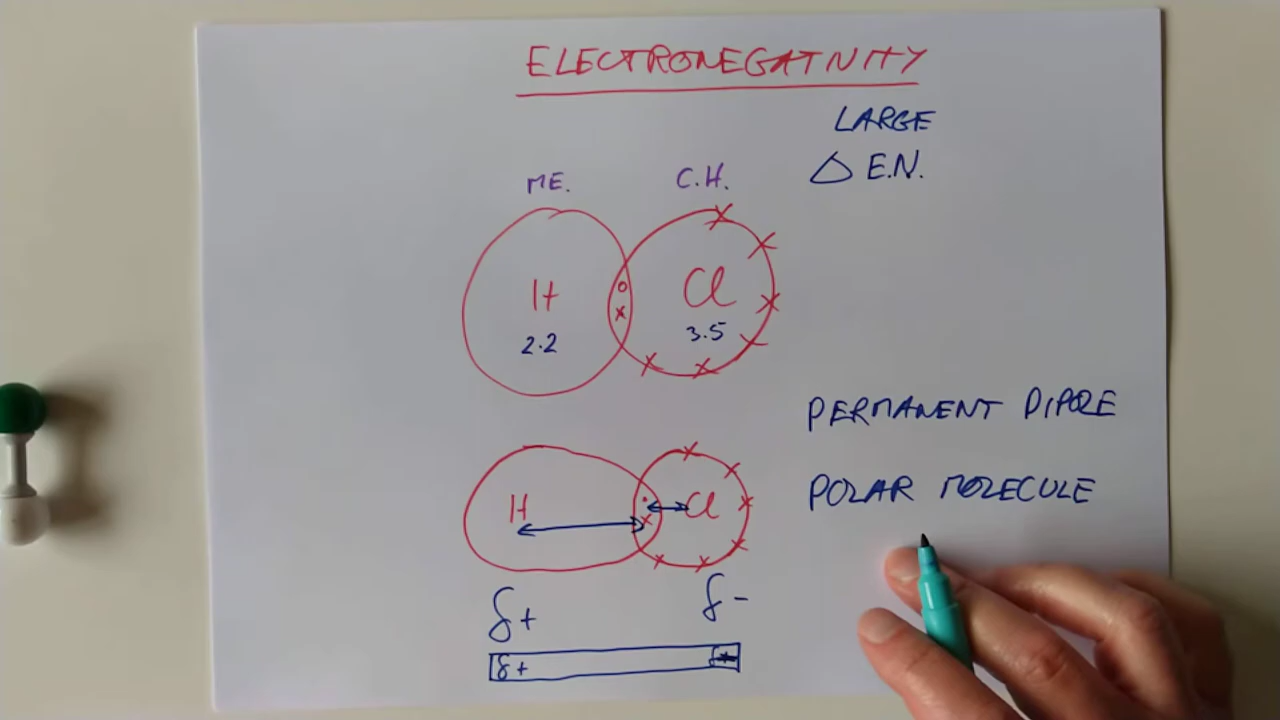 ELECTRONEGATIVITY
LARGE
Δ E.N.
ME. C.H.
H Cl
2.2 3.5
PERMANENT DIPOLE
H Cl
POLAR MOLECULE
δ+ δ-
δ+